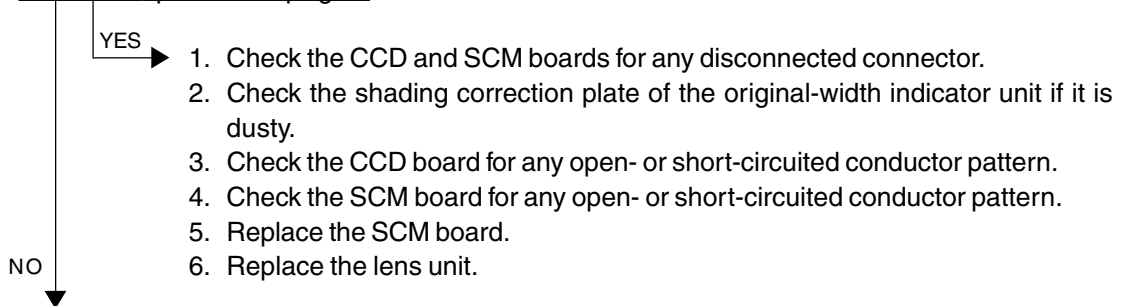 YES
1. Check the CCD and SCM boards for any disconnected connector.
2. Check the shading correction plate of the original-width indicator unit if it is
dusty.
3. Check the CCD board for any open- or short-circuited conductor pattern.
4. Check the SCM board for any open- or short-circuited conductor pattern.
5. Replace the SCM board.
6. Replace the lens unit.
NO